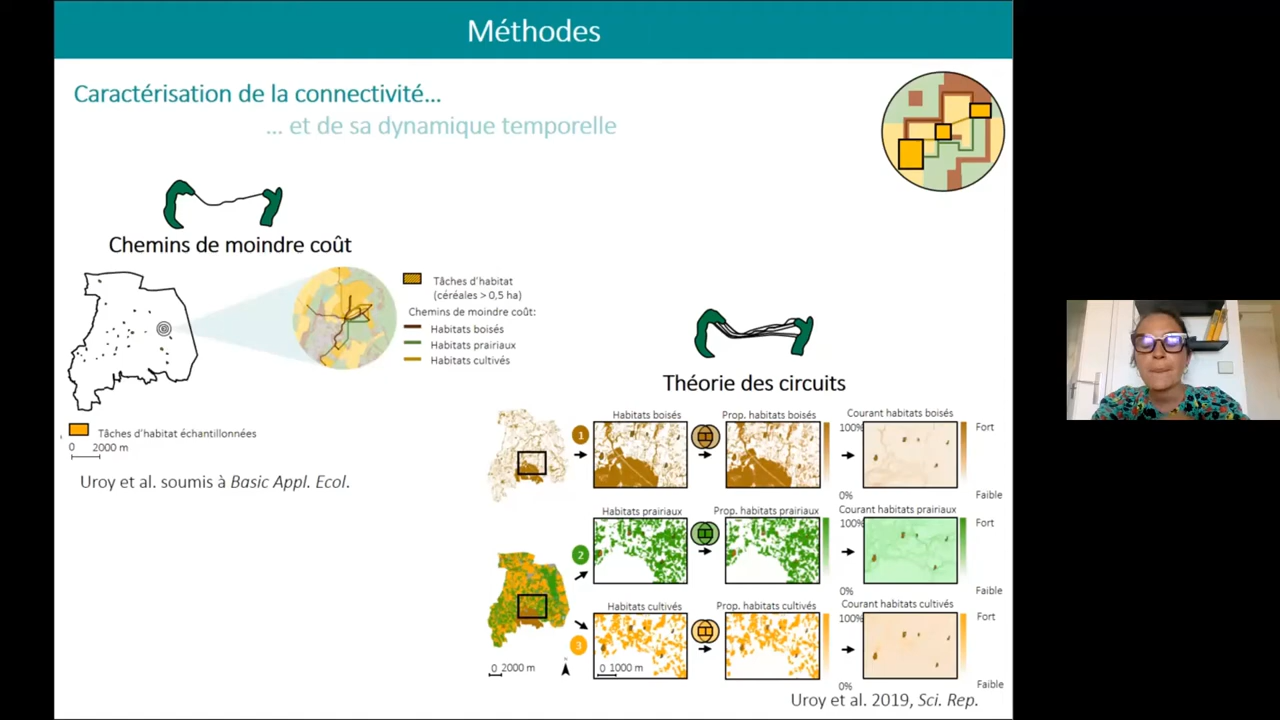 Méthodes
Caractérisation de la connectivité...
... et de sa dynamique temporelle
Chemins de moindre coût
Tâches d'habitat
(céréales > 0,5 ha)
Chemins de moindre coût:
Habitats boisés
Habitats prairiaux
Habitats cultivés
Tâches d'habitat échantillonnées
0 2000 m
Uroy et al. soumis à Basic Appl. Ecol.
Théorie des circuits
Habitats boisés
Prop. habitats boisés
Courant habitats boisés
1
100%
Fort
0%
Faible
Habitats prairiaux
Prop. habitats prairiaux
Courant habitats prairiaux
2
100%
Fort
0%
Faible
Habitats cultivés
Prop. habitats cultivés
Courant habitats cultivés
3
100%
Fort
0%
Faible
0 2000 m
0 1000 m
Uroy et al. 2019, Sci. Rep.